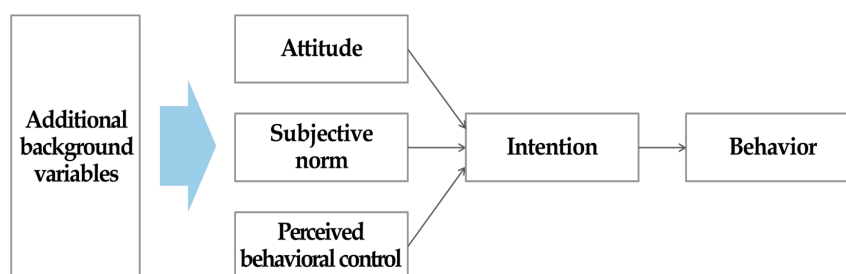 Additional
background
variables
Attitude
Subjective
norm
Perceived
behavioral control
Intention
Behavior